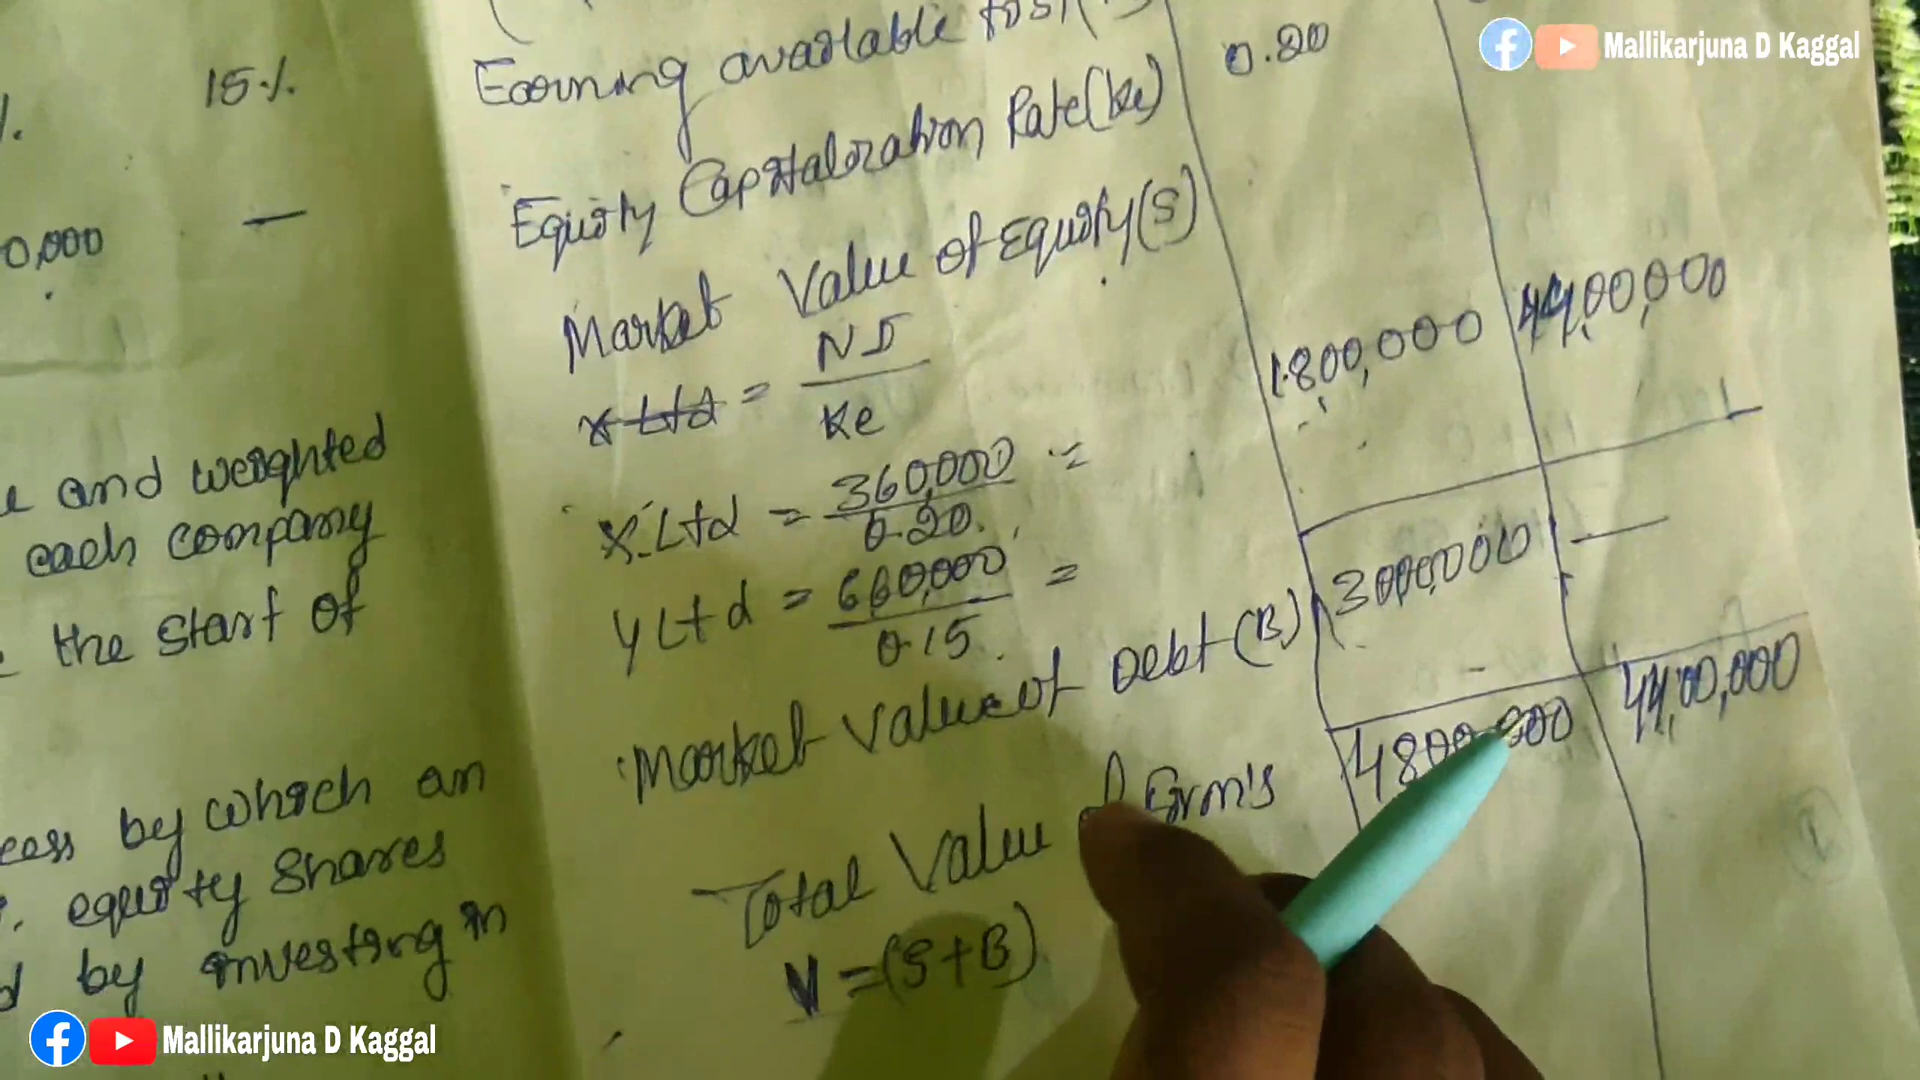 Mallikarjuna D Kaggal
15%
Earning available
Equity Capitalization Rate(Ke) 0.20
0,000 —
Market Value of Equity(S)
X Ltd = NI / Ke 1,800,000 44,00,000
X.Ltd = 360,000 / 0.20 =
Y Ltd = 660,000 / 0.15 =
Market Value of Debt (B) 3000,000 —
Total Value of Firm's 4800,000 44,00,000
V = (S+B)
and weighted
each company
the start of
by which an
equity shares
by investing in
Mallikarjuna D Kaggal